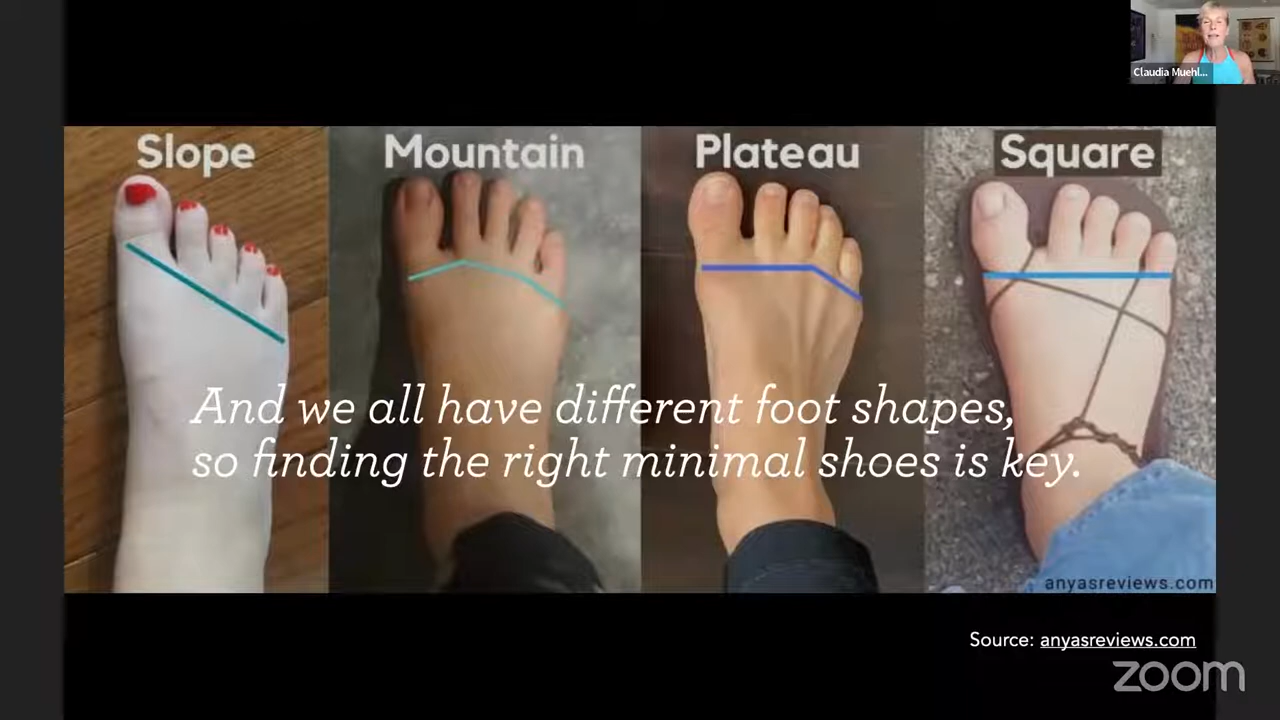 Claudia Muehl...
Slope
Mountain
Plateau
Square
And we all have different foot shapes,
so finding the right minimal shoes is key.
anyasreviews.com
Source: anyasreviews.com
zoom